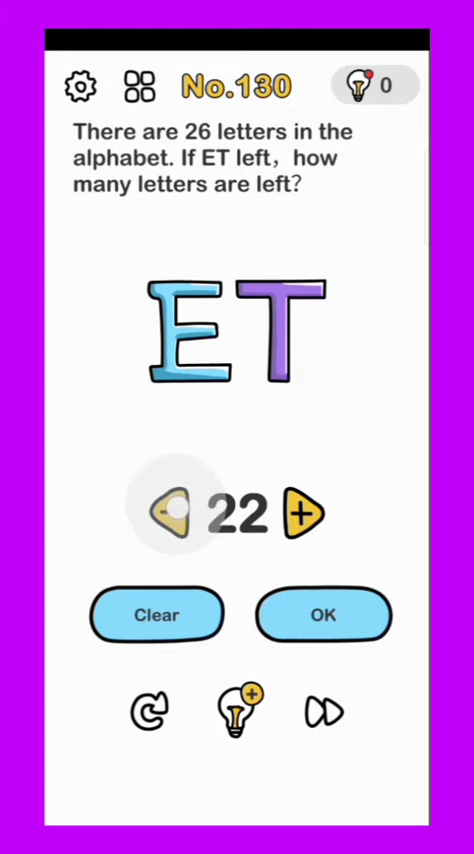 No.130
0
There are 26 letters in the
alphabet. If ET left，how
many letters are left?
ET
- 22 +
Clear
OK
+